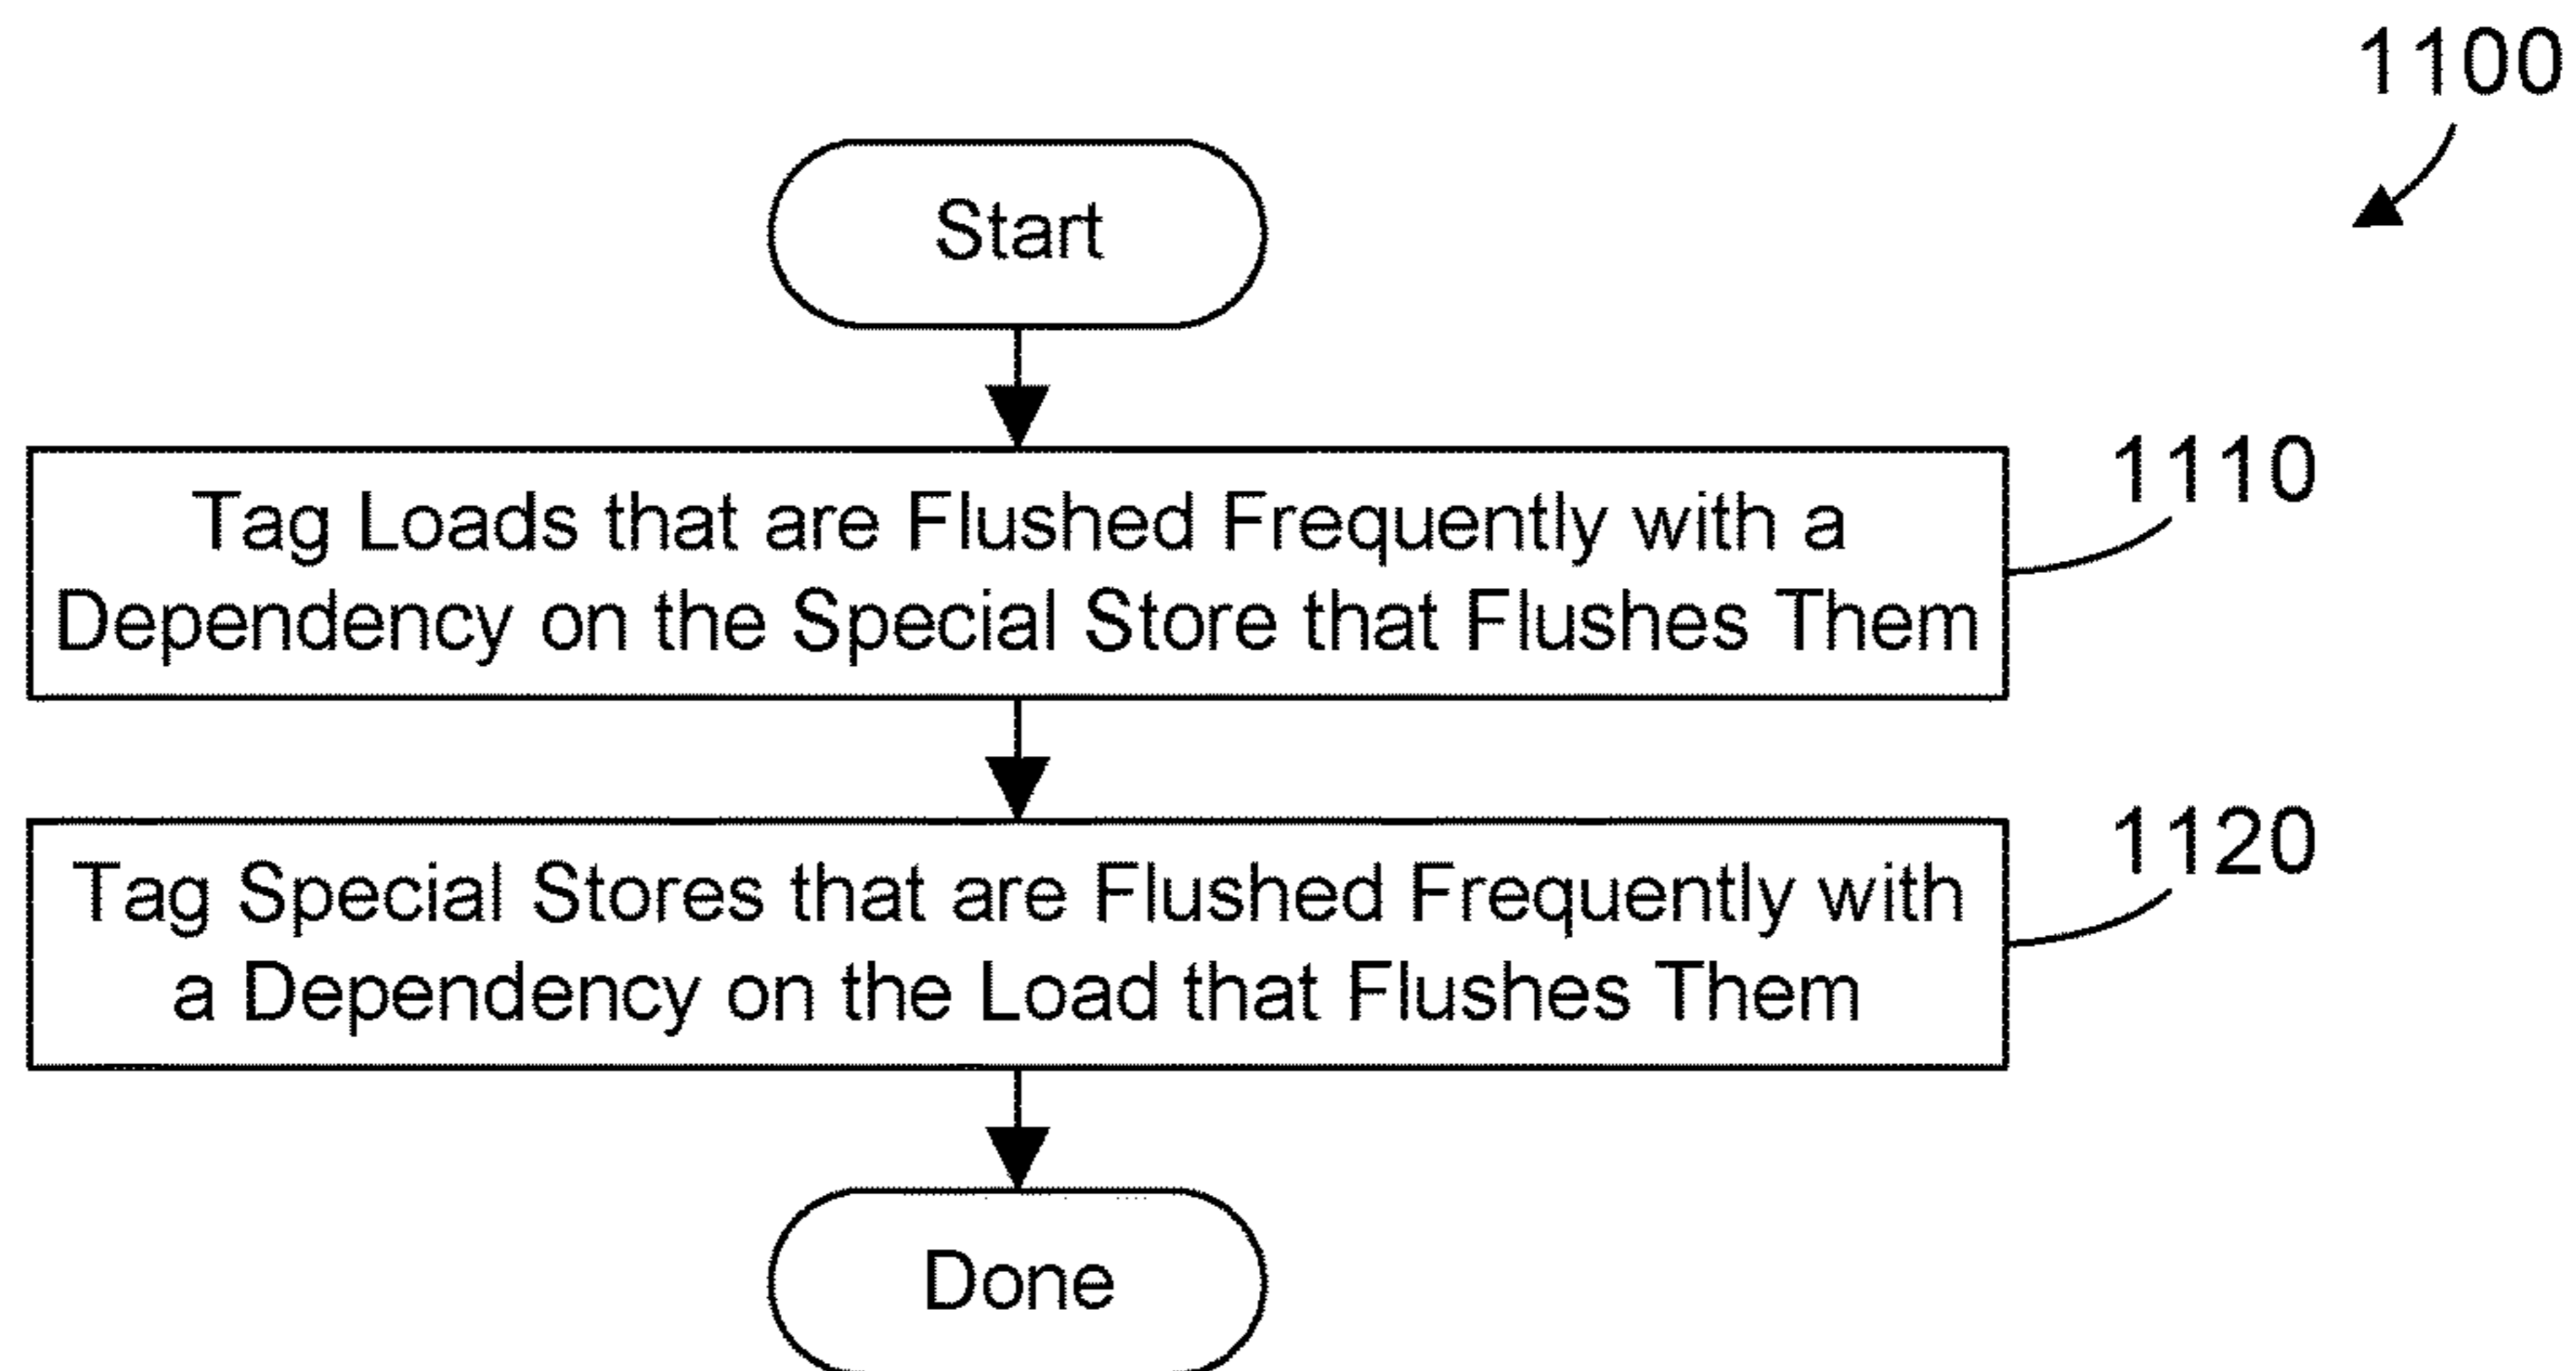 1100
Start
Tag Loads that are Flushed Frequently with a
Dependency on the Special Store that Flushes Them
1110
Tag Special Stores that are Flushed Frequently with
a Dependency on the Load that Flushes Them
1120
Done